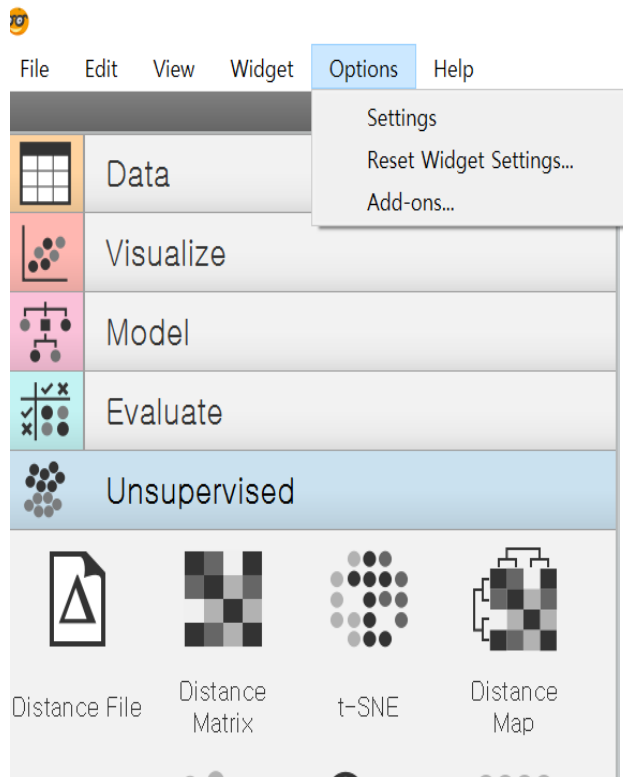 File Edit View Widget Options Help
Settings
Reset Widget Settings...
Add-ons...
Data
Visualize
Model
Evaluate
Unsupervised
Distance File
Distance
Matrix
t-SNE
Distance
Map